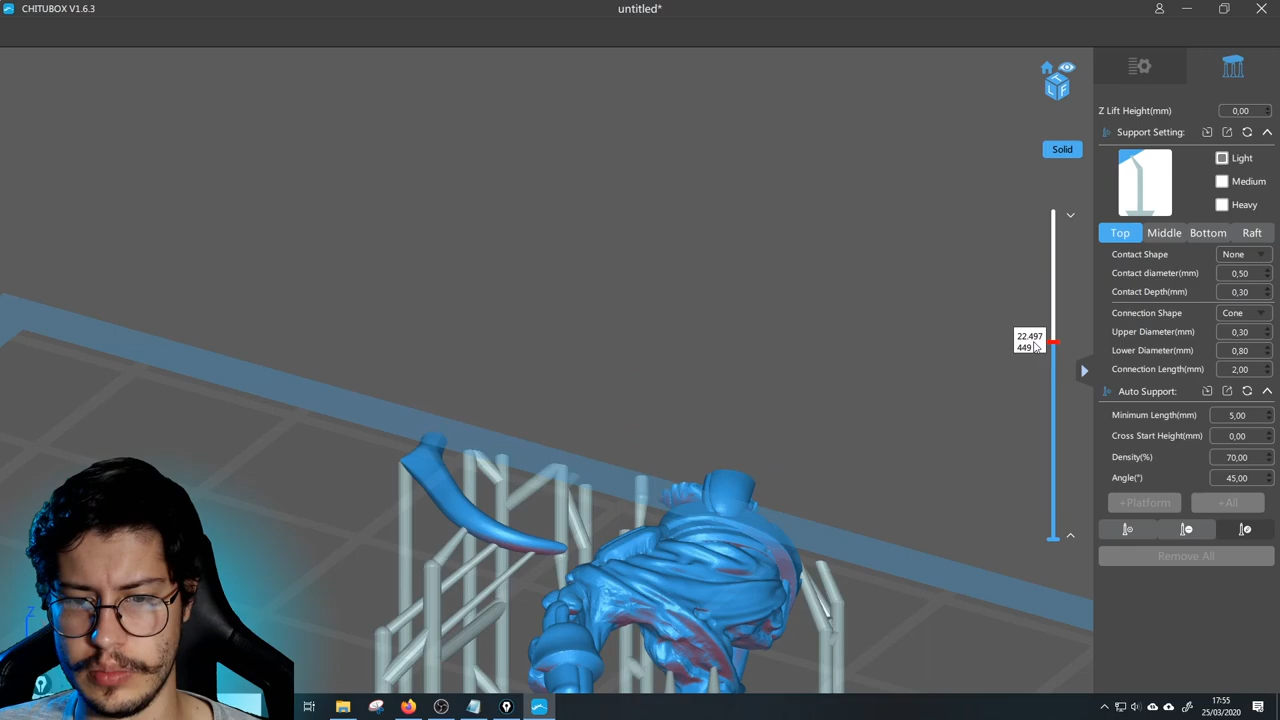 CHITUBOX V1.6.3
untitled*
T
L F
Z Lift Height(mm) 0,00
Support Setting:
Solid
Light
Medium
Heavy
Top Middle Bottom Raft
Contact Shape None
Contact diameter(mm) 0,50
Contact Depth(mm) 0,30
Connection Shape Cone
Upper Diameter(mm) 0,30
22.497
449
Lower Diameter(mm) 0,80
Connection Length(mm) 2,00
Auto Support:
Minimum Length(mm) 5,00
Cross Start Height(mm) 0,00
Density(%) 70,00
Angle(°) 45,00
+Platform +All
Remove All
Z
17:55
25/03/2020